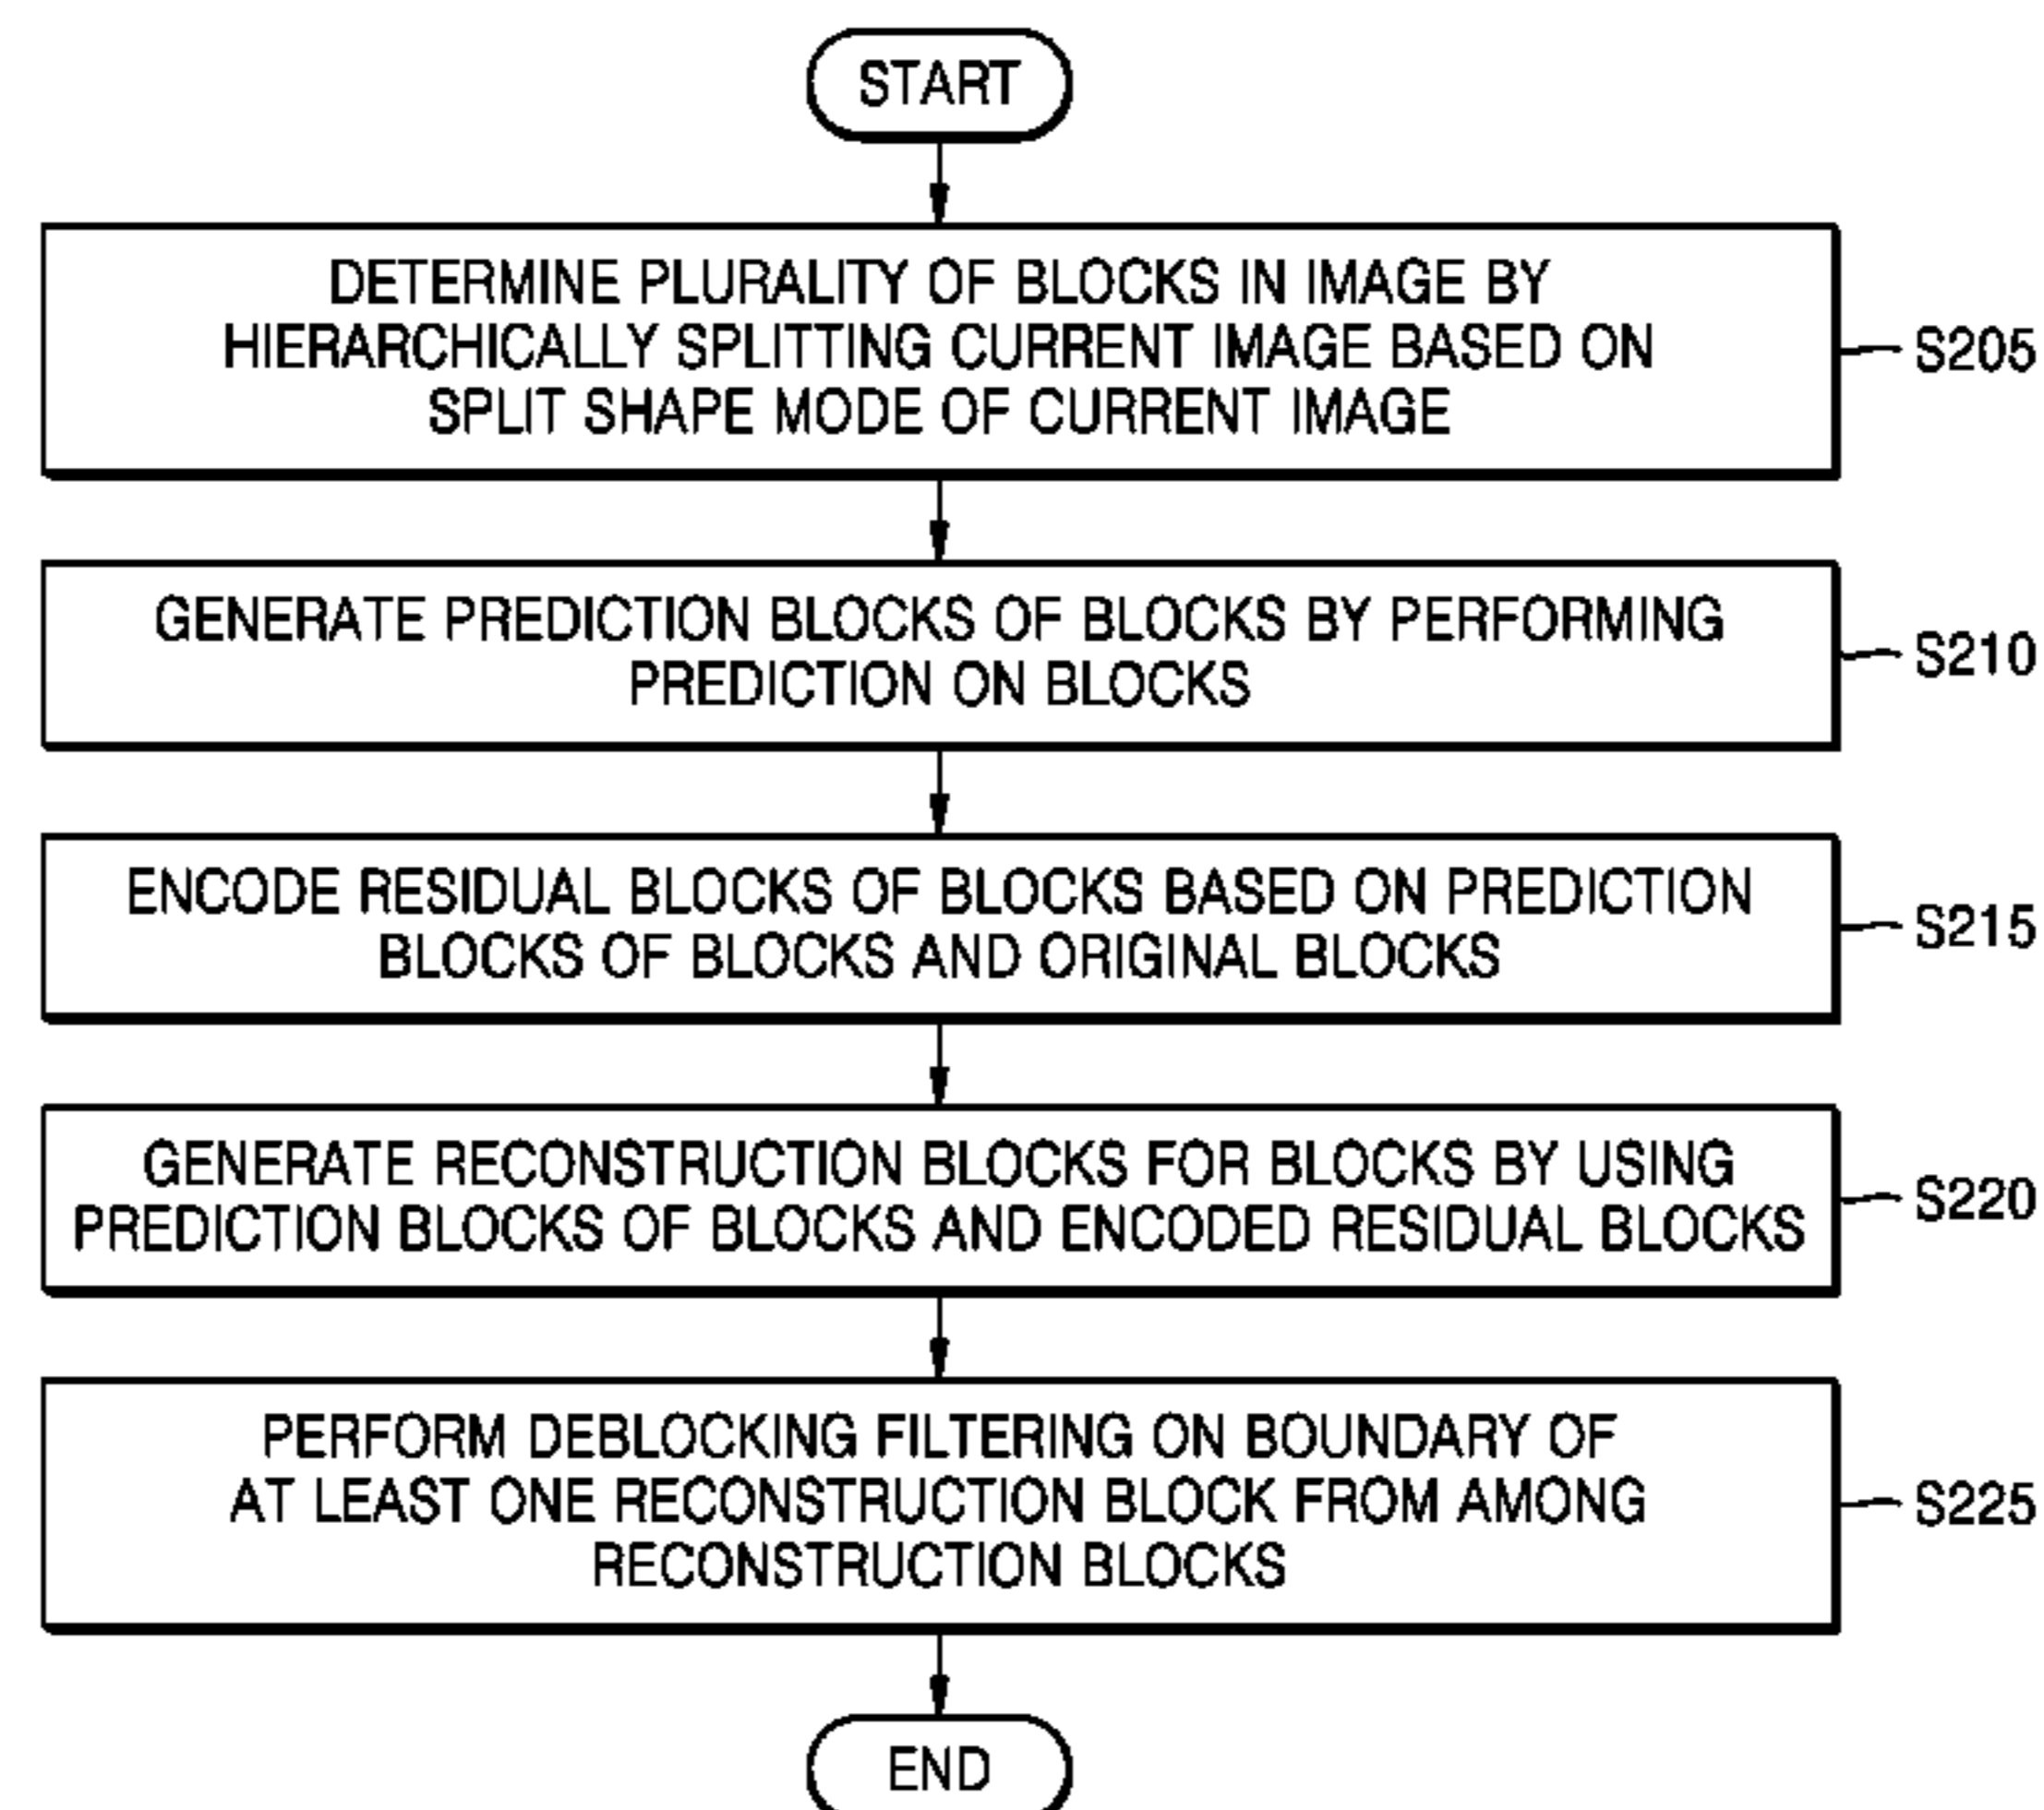 START
DETERMINE PLURALITY OF BLOCKS IN IMAGE BY
HIERARCHICALLY SPLITTING CURRENT IMAGE BASED ON
SPLIT SHAPE MODE OF CURRENT IMAGE
S205
GENERATE PREDICTION BLOCKS OF BLOCKS BY PERFORMING
PREDICTION ON BLOCKS
S210
ENCODE RESIDUAL BLOCKS OF BLOCKS BASED ON PREDICTION
BLOCKS OF BLOCKS AND ORIGINAL BLOCKS
S215
GENERATE RECONSTRUCTION BLOCKS FOR BLOCKS BY USING
PREDICTION BLOCKS OF BLOCKS AND ENCODED RESIDUAL BLOCKS
S220
PERFORM DEBLOCKING FILTERING ON BOUNDARY OF
AT LEAST ONE RECONSTRUCTION BLOCK FROM AMONG
RECONSTRUCTION BLOCKS
S225
END